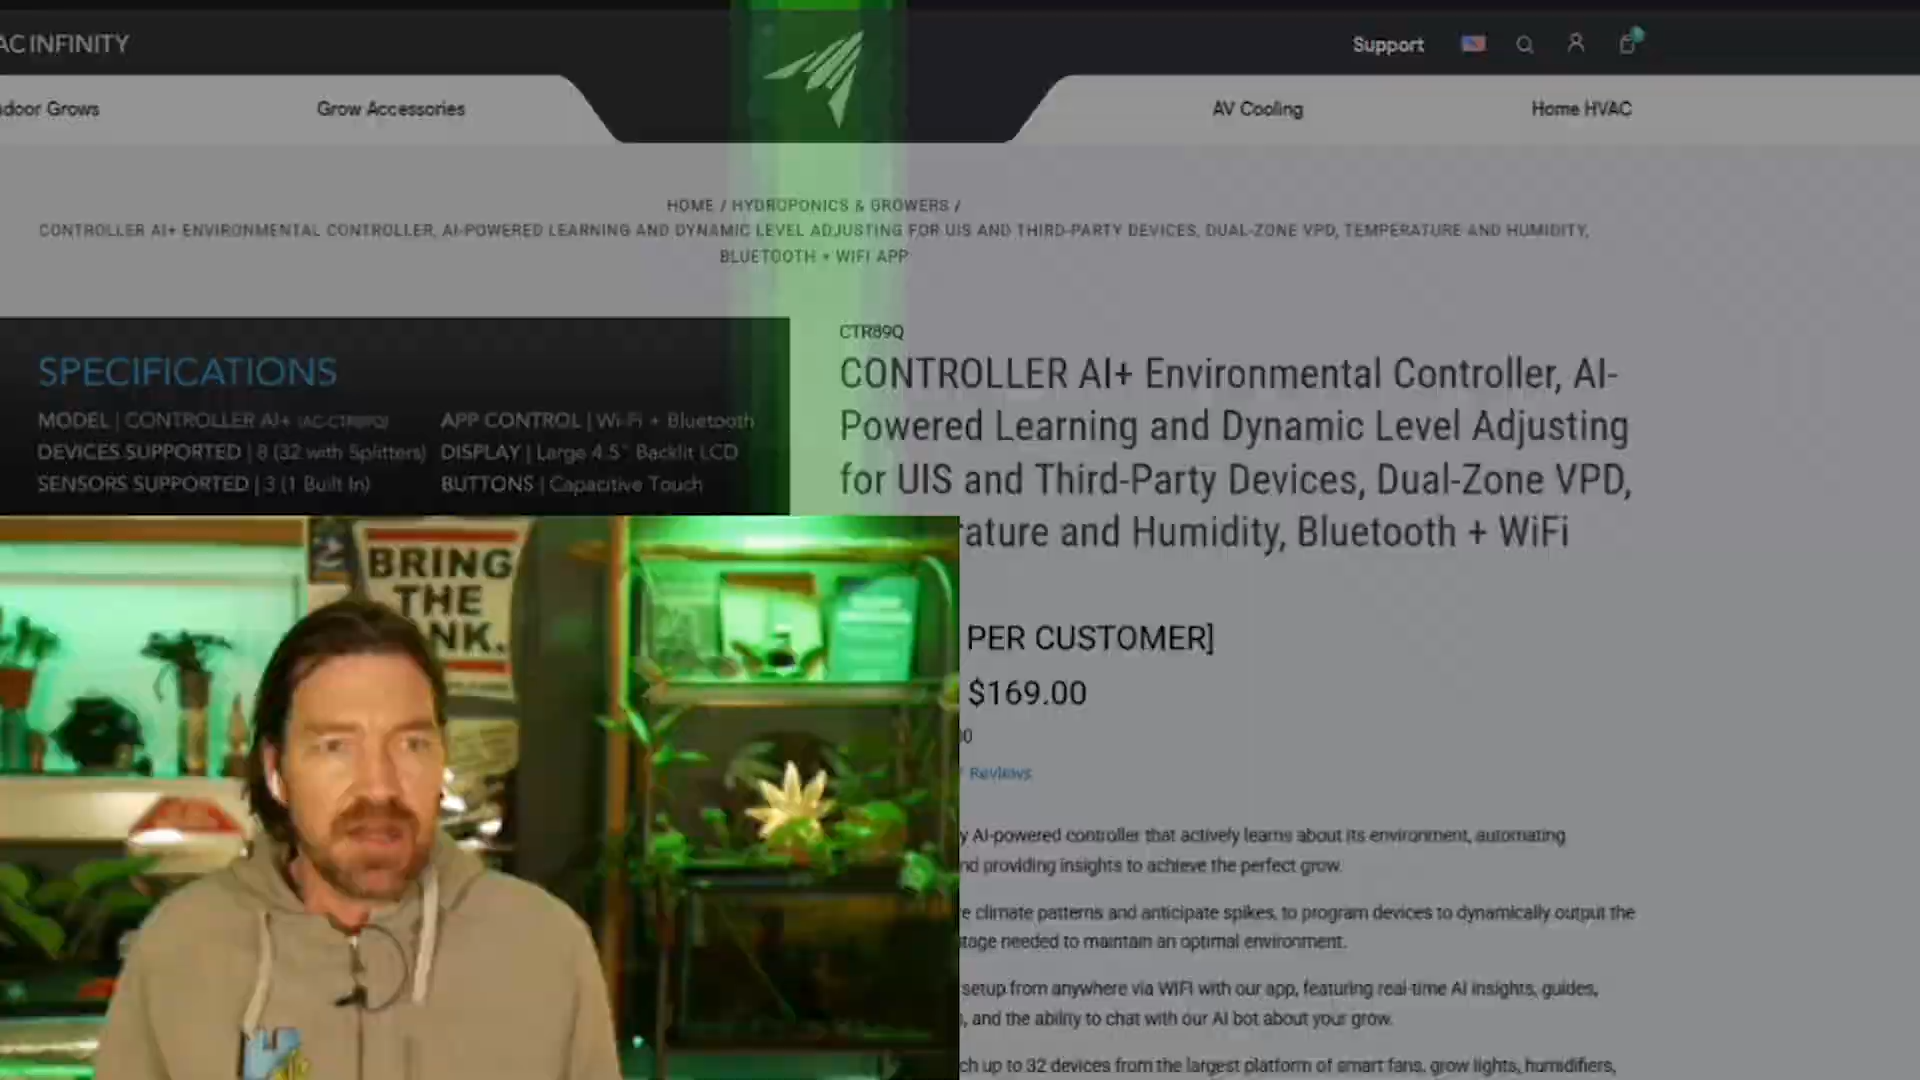 AC INFINITY
Support
door Grows
Grow Accessories
AV Cooling
Home HVAC
HOME / HYDROPONICS & GROWERS /
CONTROLLER AI+ ENVIRONMENTAL CONTROLLER, AI-POWERED LEARNING AND DYNAMIC LEVEL ADJUSTING FOR UIS AND THIRD-PARTY DEVICES, DUAL-ZONE VPD, TEMPERATURE AND HUMIDITY,
BLUETOOTH + WIFI APP
SPECIFICATIONS
MODEL | CONTROLLER AI+ (AC-CTR89Q)
APP CONTROL | Wi-Fi + Bluetooth
DEVICES SUPPORTED | 8 (32 with Splitters)
DISPLAY | Large 4.5" Backlit LCD
SENSORS SUPPORTED | 3 (1 Built In)
BUTTONS | Capacitive Touch
CTR89Q
CONTROLLER AI+ Environmental Controller, AI-
Powered Learning and Dynamic Level Adjusting
for UIS and Third-Party Devices, Dual-Zone VPD,
ature and Humidity, Bluetooth + WiFi
PER CUSTOMER]
$169.00
Reviews
y AI-powered controller that actively learns about its environment, automating
nd providing insights to achieve the perfect grow.
e climate patterns and anticipate spikes, to program devices to dynamically output the
tage needed to maintain an optimal environment.
setup from anywhere via WIFI with our app, featuring real-time AI insights, guides,
, and the ability to chat with our AI bot about your grow.
ch up to 32 devices from the largest platform of smart fans, grow lights, humidifiers,
BRING
THE
NK.